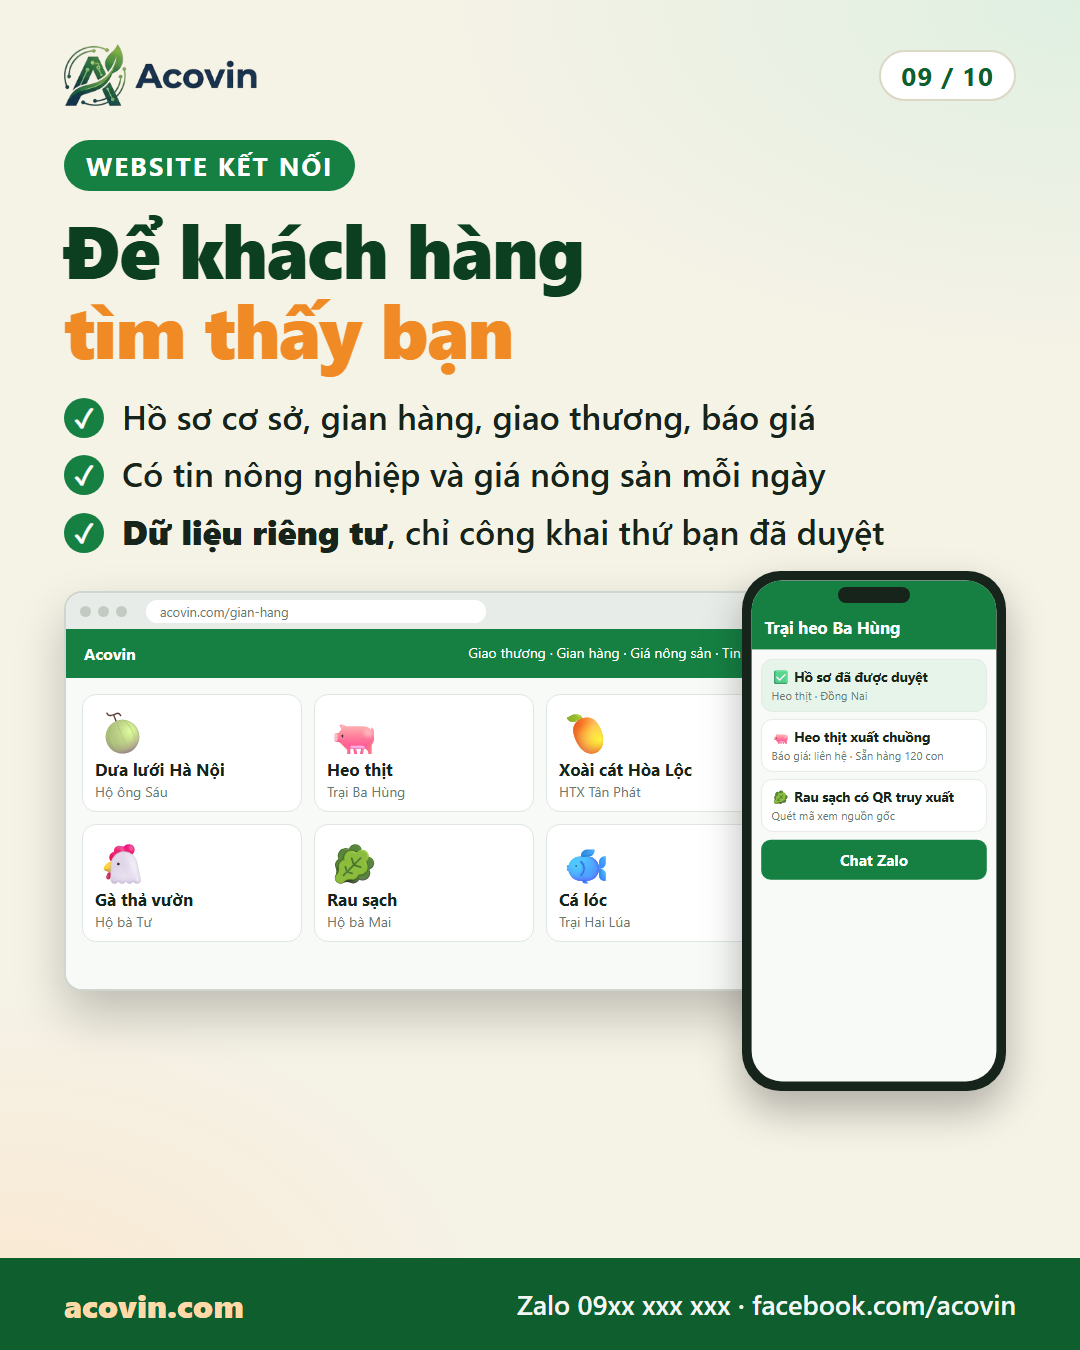 Acovin
09 / 10
WEBSITE KẾT NỐI
Để khách hàng
tìm thấy bạn
Hồ sơ cơ sở, gian hàng, giao thương, báo giá
Có tin nông nghiệp và giá nông sản mỗi ngày
Dữ liệu riêng tư, chỉ công khai thứ bạn đã duyệt
acovin.com/gian-hang
Acovin
Giao thương · Gian hàng · Giá nông sản · Tin
Dưa lưới Hà Nội
Hộ ông Sáu
Heo thịt
Trại Ba Hùng
Xoài cát Hòa Lộc
HTX Tân Phát
Gà thả vườn
Hộ bà Tư
Rau sạch
Hộ bà Mai
Cá lóc
Trại Hai Lúa
Trại heo Ba Hùng
Hồ sơ đã được duyệt
Heo thịt · Đồng Nai
Heo thịt xuất chuồng
Báo giá: liên hệ · Sẵn hàng 120 con
Rau sạch có QR truy xuất
Quét mã xem nguồn gốc
Chat Zalo
acovin.com
Zalo 09xx xxx xxx · facebook.com/acovin